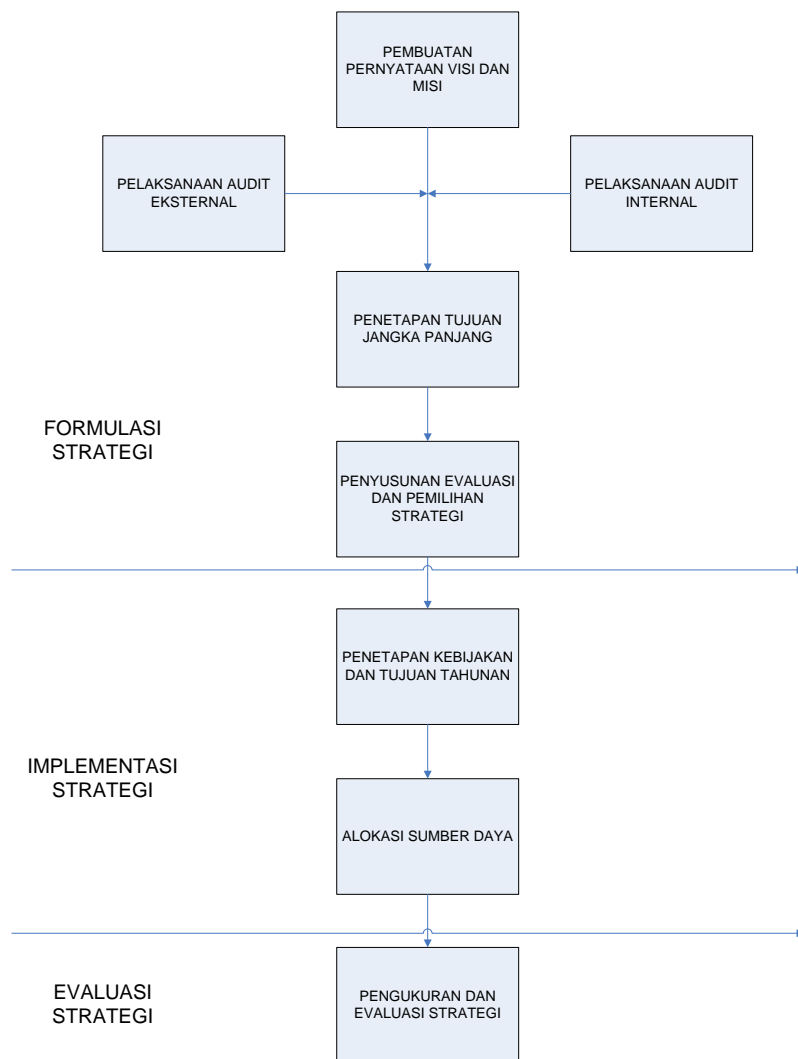 PEMBUATAN
PERNYATAAN VISI DAN
MISI
PELAKSANAAN AUDIT
EKSTERNAL
PELAKSANAAN AUDIT
INTERNAL
PENETAPAN TUJUAN
JANGKA PANJANG
FORMULASI
STRATEGI
PENYUSUNAN EVALUASI
DAN PEMILIHAN
STRATEGI
PENETAPAN KEBIJAKAN
DAN TUJUAN TAHUNAN
IMPLEMENTASI
STRATEGI
ALOKASI SUMBER DAYA
EVALUASI
STRATEGI
PENGUKURAN DAN
EVALUASI STRATEGI